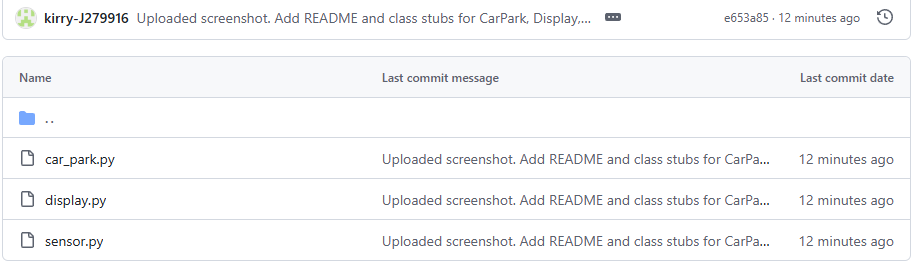 kirry-J279916 Uploaded screenshot. Add README and class stubs for CarPark, Display,... e653a85 · 12 minutes ago
Name Last commit message Last commit date
..
car_park.py Uploaded screenshot. Add README and class stubs for CarPa... 12 minutes ago
display.py Uploaded screenshot. Add README and class stubs for CarPa... 12 minutes ago
sensor.py Uploaded screenshot. Add README and class stubs for CarPa... 12 minutes ago